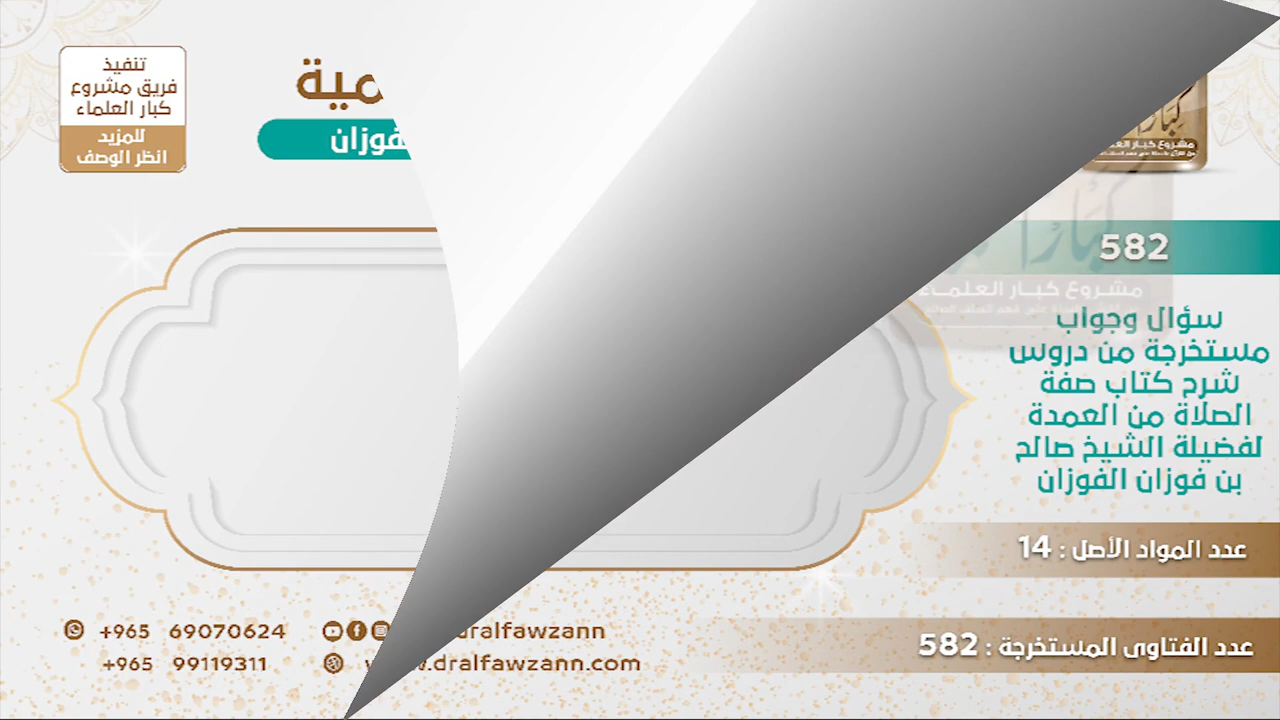 تنفيذ
فريق مشروع
كبار العلماء
للمزيد
انظر الوصف
مشروع كبار العلماء
582
سؤال وجواب
مستخرجة من دروس
شرح كتاب صفة
الصلاة من العمدة
لفضيلة الشيخ صالح
بن فوزان الفوزان
عدد المواد الأصل : 14
عدد الفتاوى المستخرجة : 582
+965 69070624
+965 99119311
dralfawzann.com